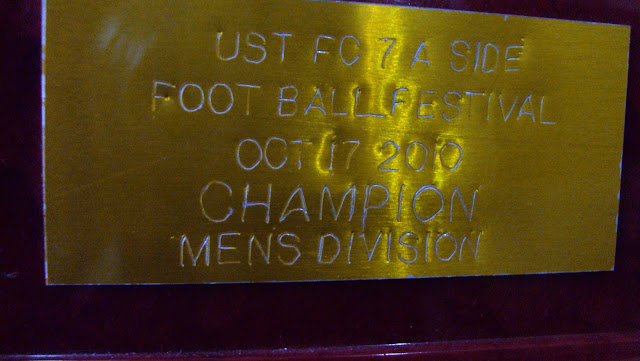 UST FC 7 A SIDE
FOOT BALL FESTIVAL
OCT 17 2010
CHAMPION
MENS DIVISION